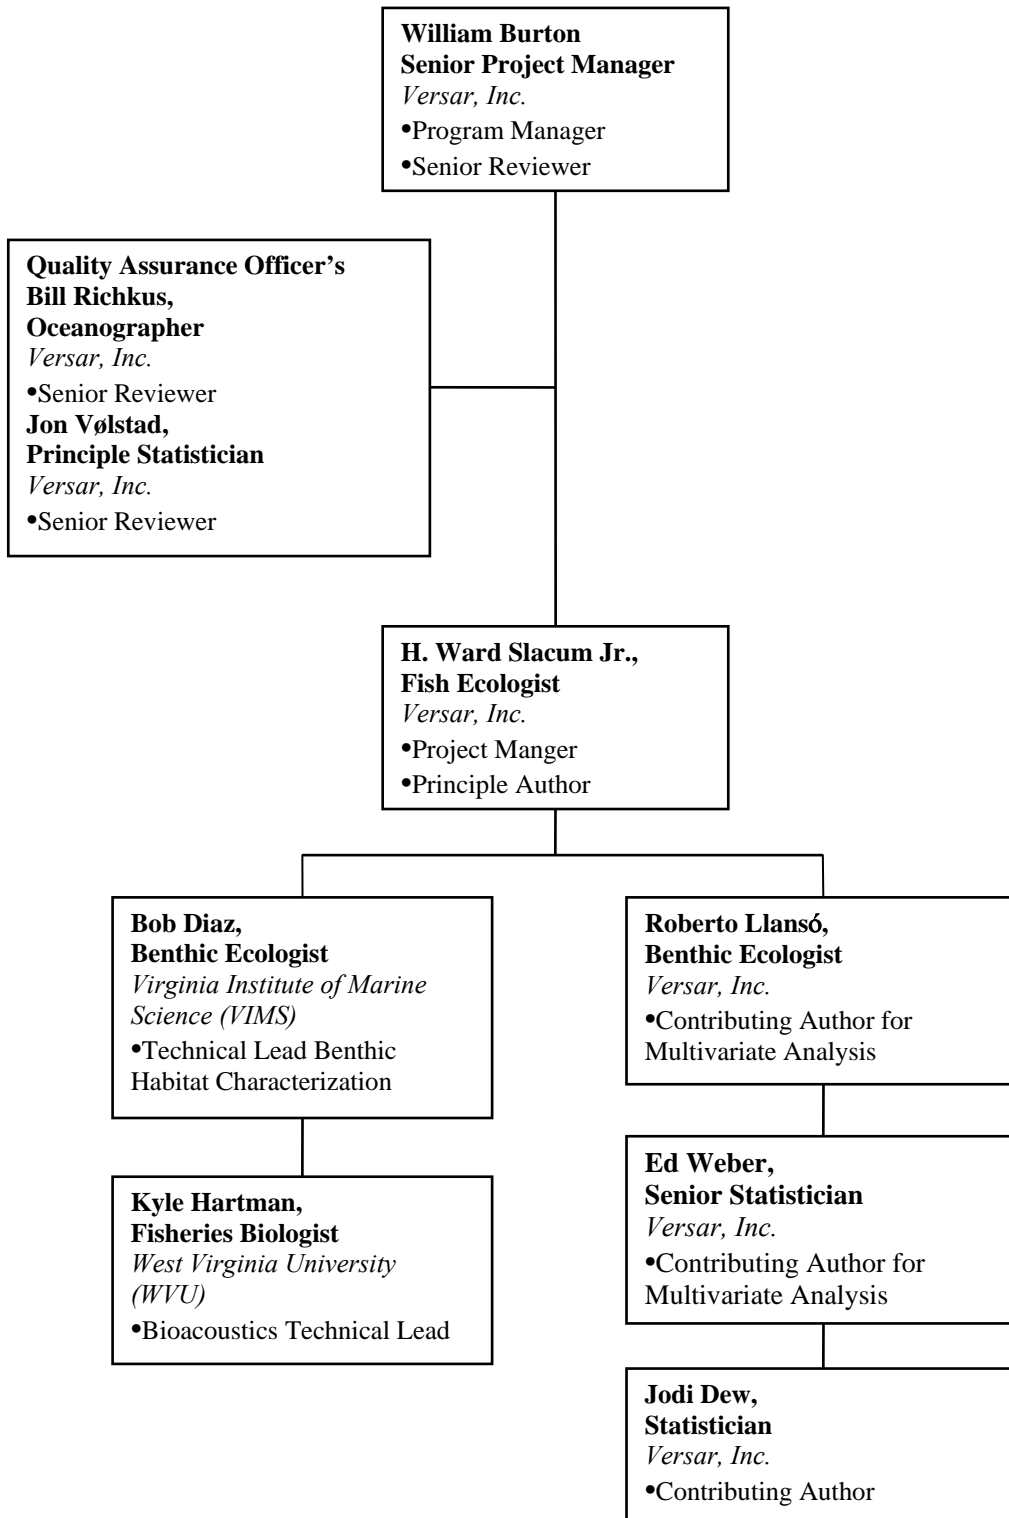 William Burton
Senior Project Manager
Versar, Inc.
•Program Manager
•Senior Reviewer
Quality Assurance Officer’s
Bill Richkus,
Oceanographer
Versar, Inc.
•Senior Reviewer
Jon Vølstad,
Principle Statistician
Versar, Inc.
•Senior Reviewer
H. Ward Slacum Jr.,
Fish Ecologist
Versar, Inc.
•Project Manger
•Principle Author
Bob Diaz,
Benthic Ecologist
Virginia Institute of Marine
Science (VIMS)
•Technical Lead Benthic
Habitat Characterization
Kyle Hartman,
Fisheries Biologist
West Virginia University
(WVU)
•Bioacoustics Technical Lead
Roberto Llansó,
Benthic Ecologist
Versar, Inc.
•Contributing Author for
Multivariate Analysis
Ed Weber,
Senior Statistician
Versar, Inc.
•Contributing Author for
Multivariate Analysis
Jodi Dew,
Statistician
Versar, Inc.
•Contributing Author